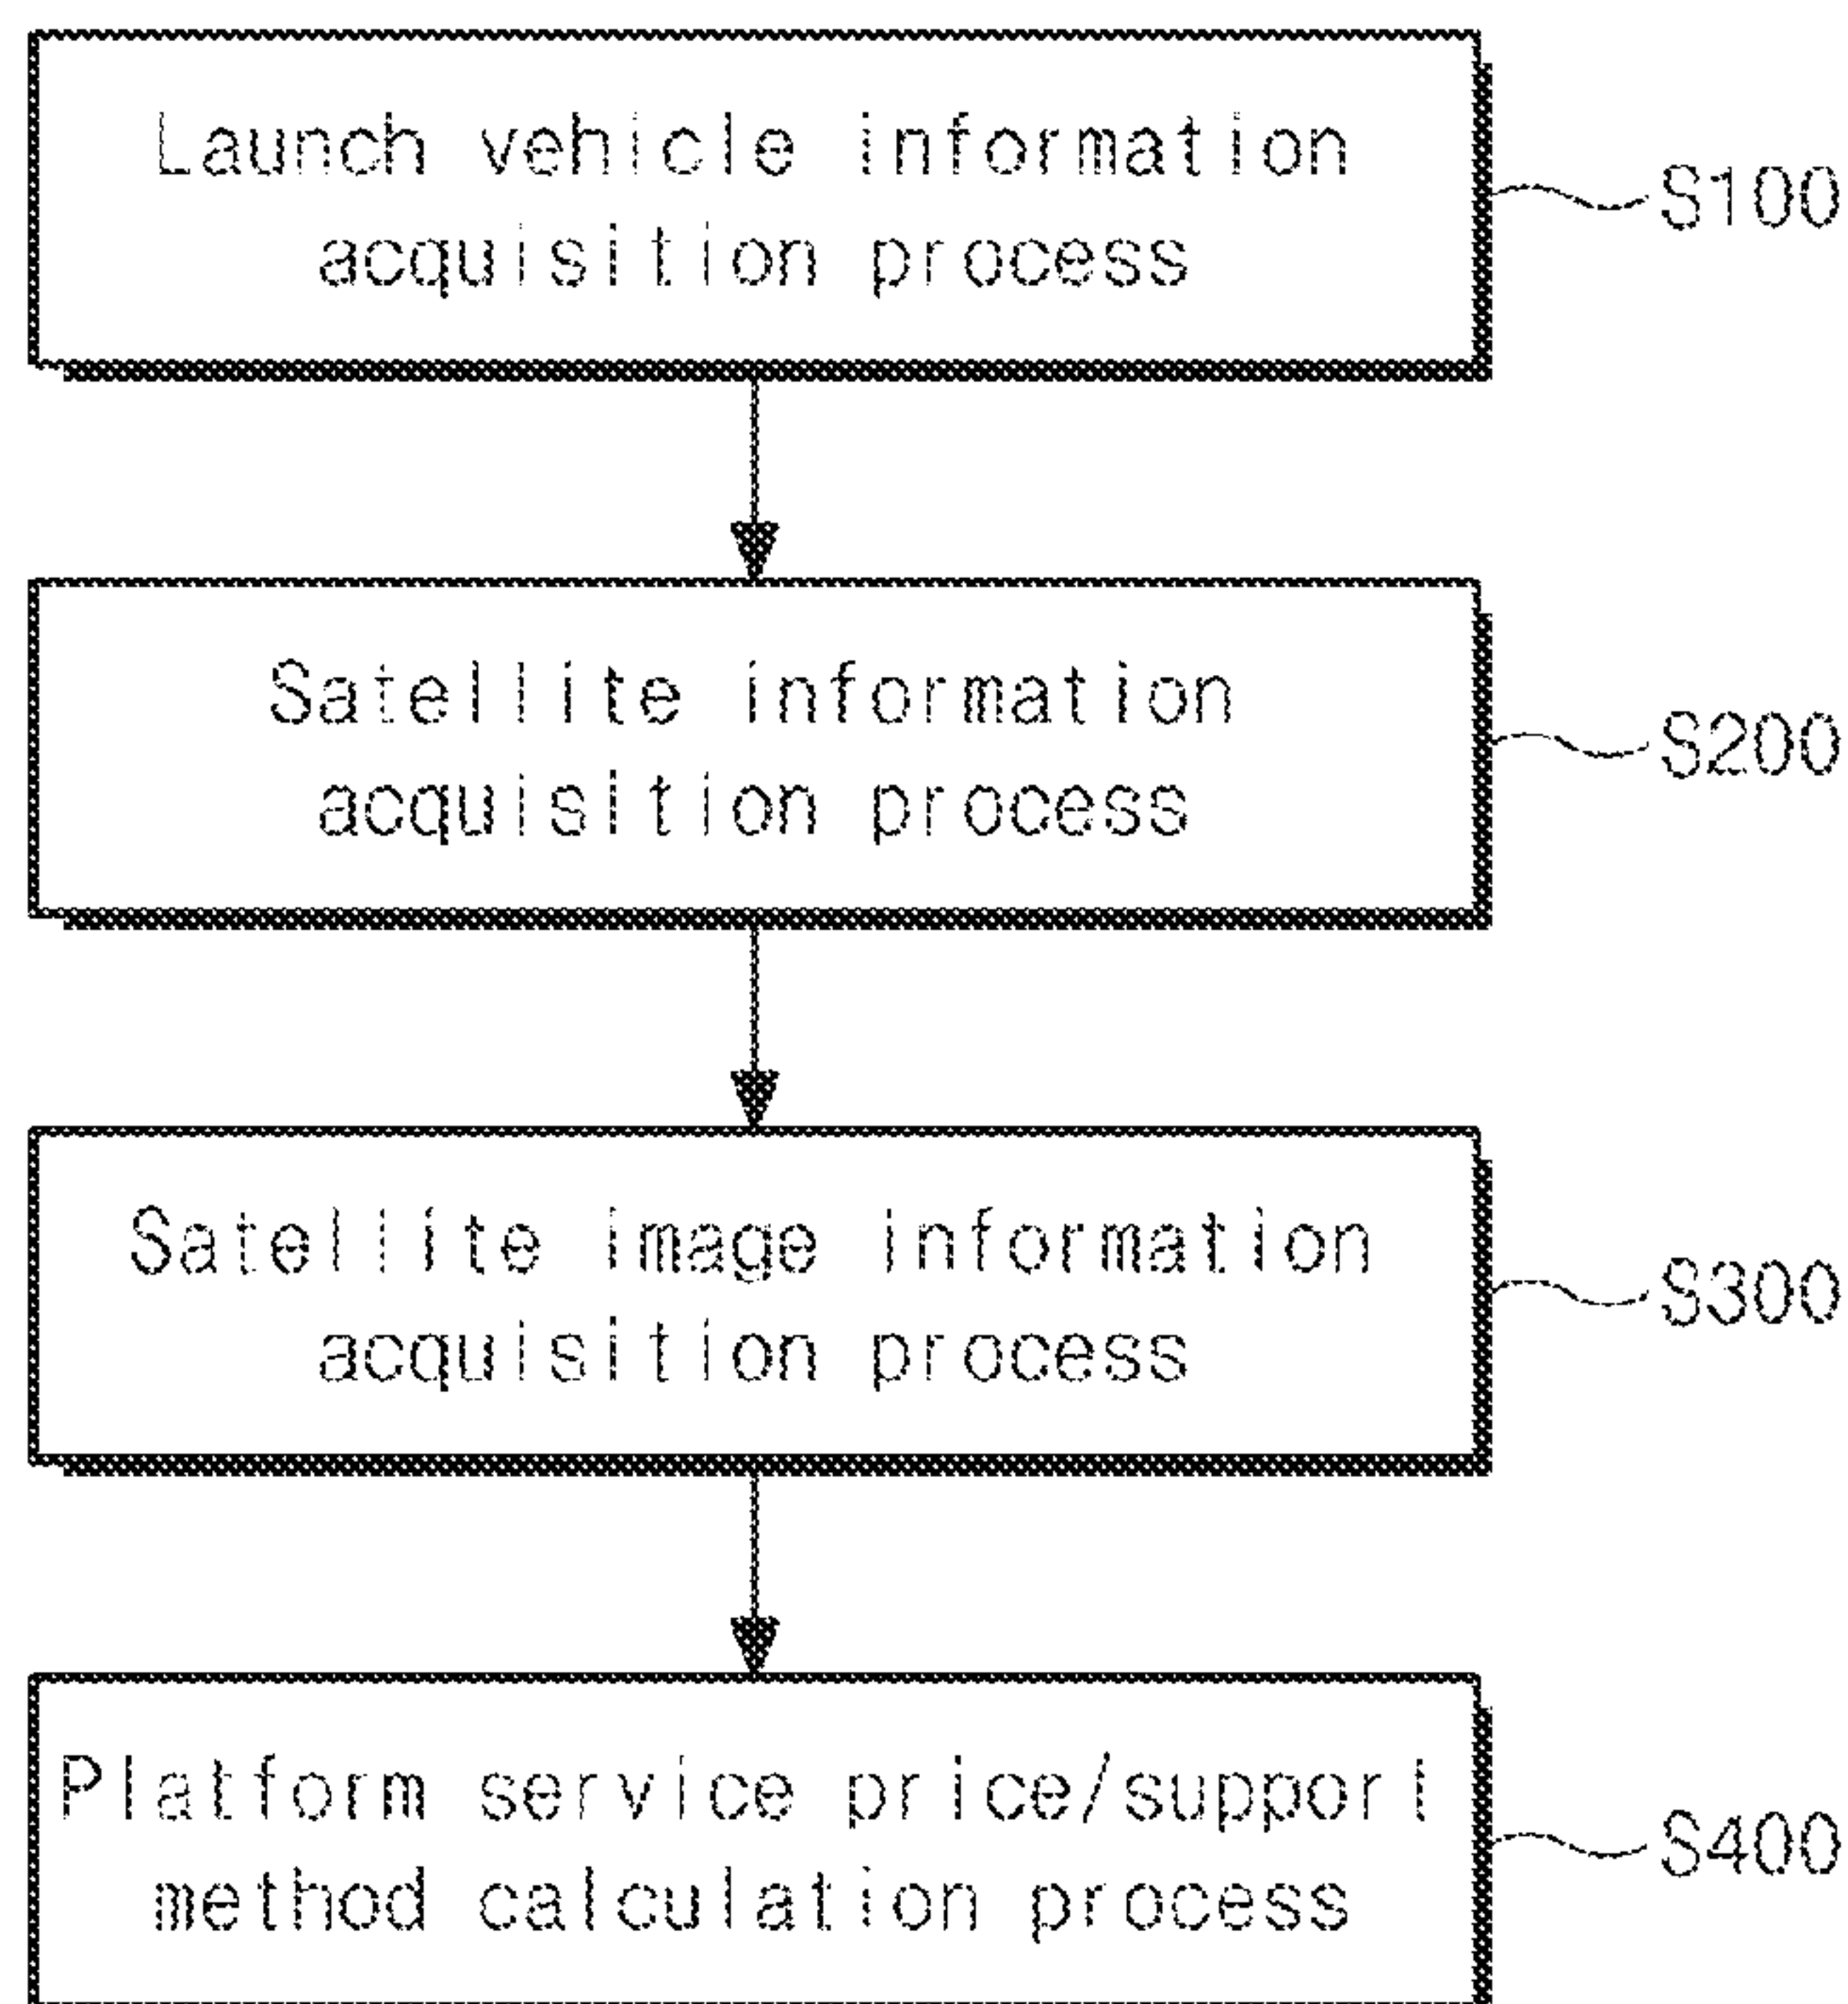 Launch vehicle information
acquisition process
S100
Satellite information
acquisition process
S200
Satellite image information
acquisition process
S300
Platform service price/support
method calculation process
S400